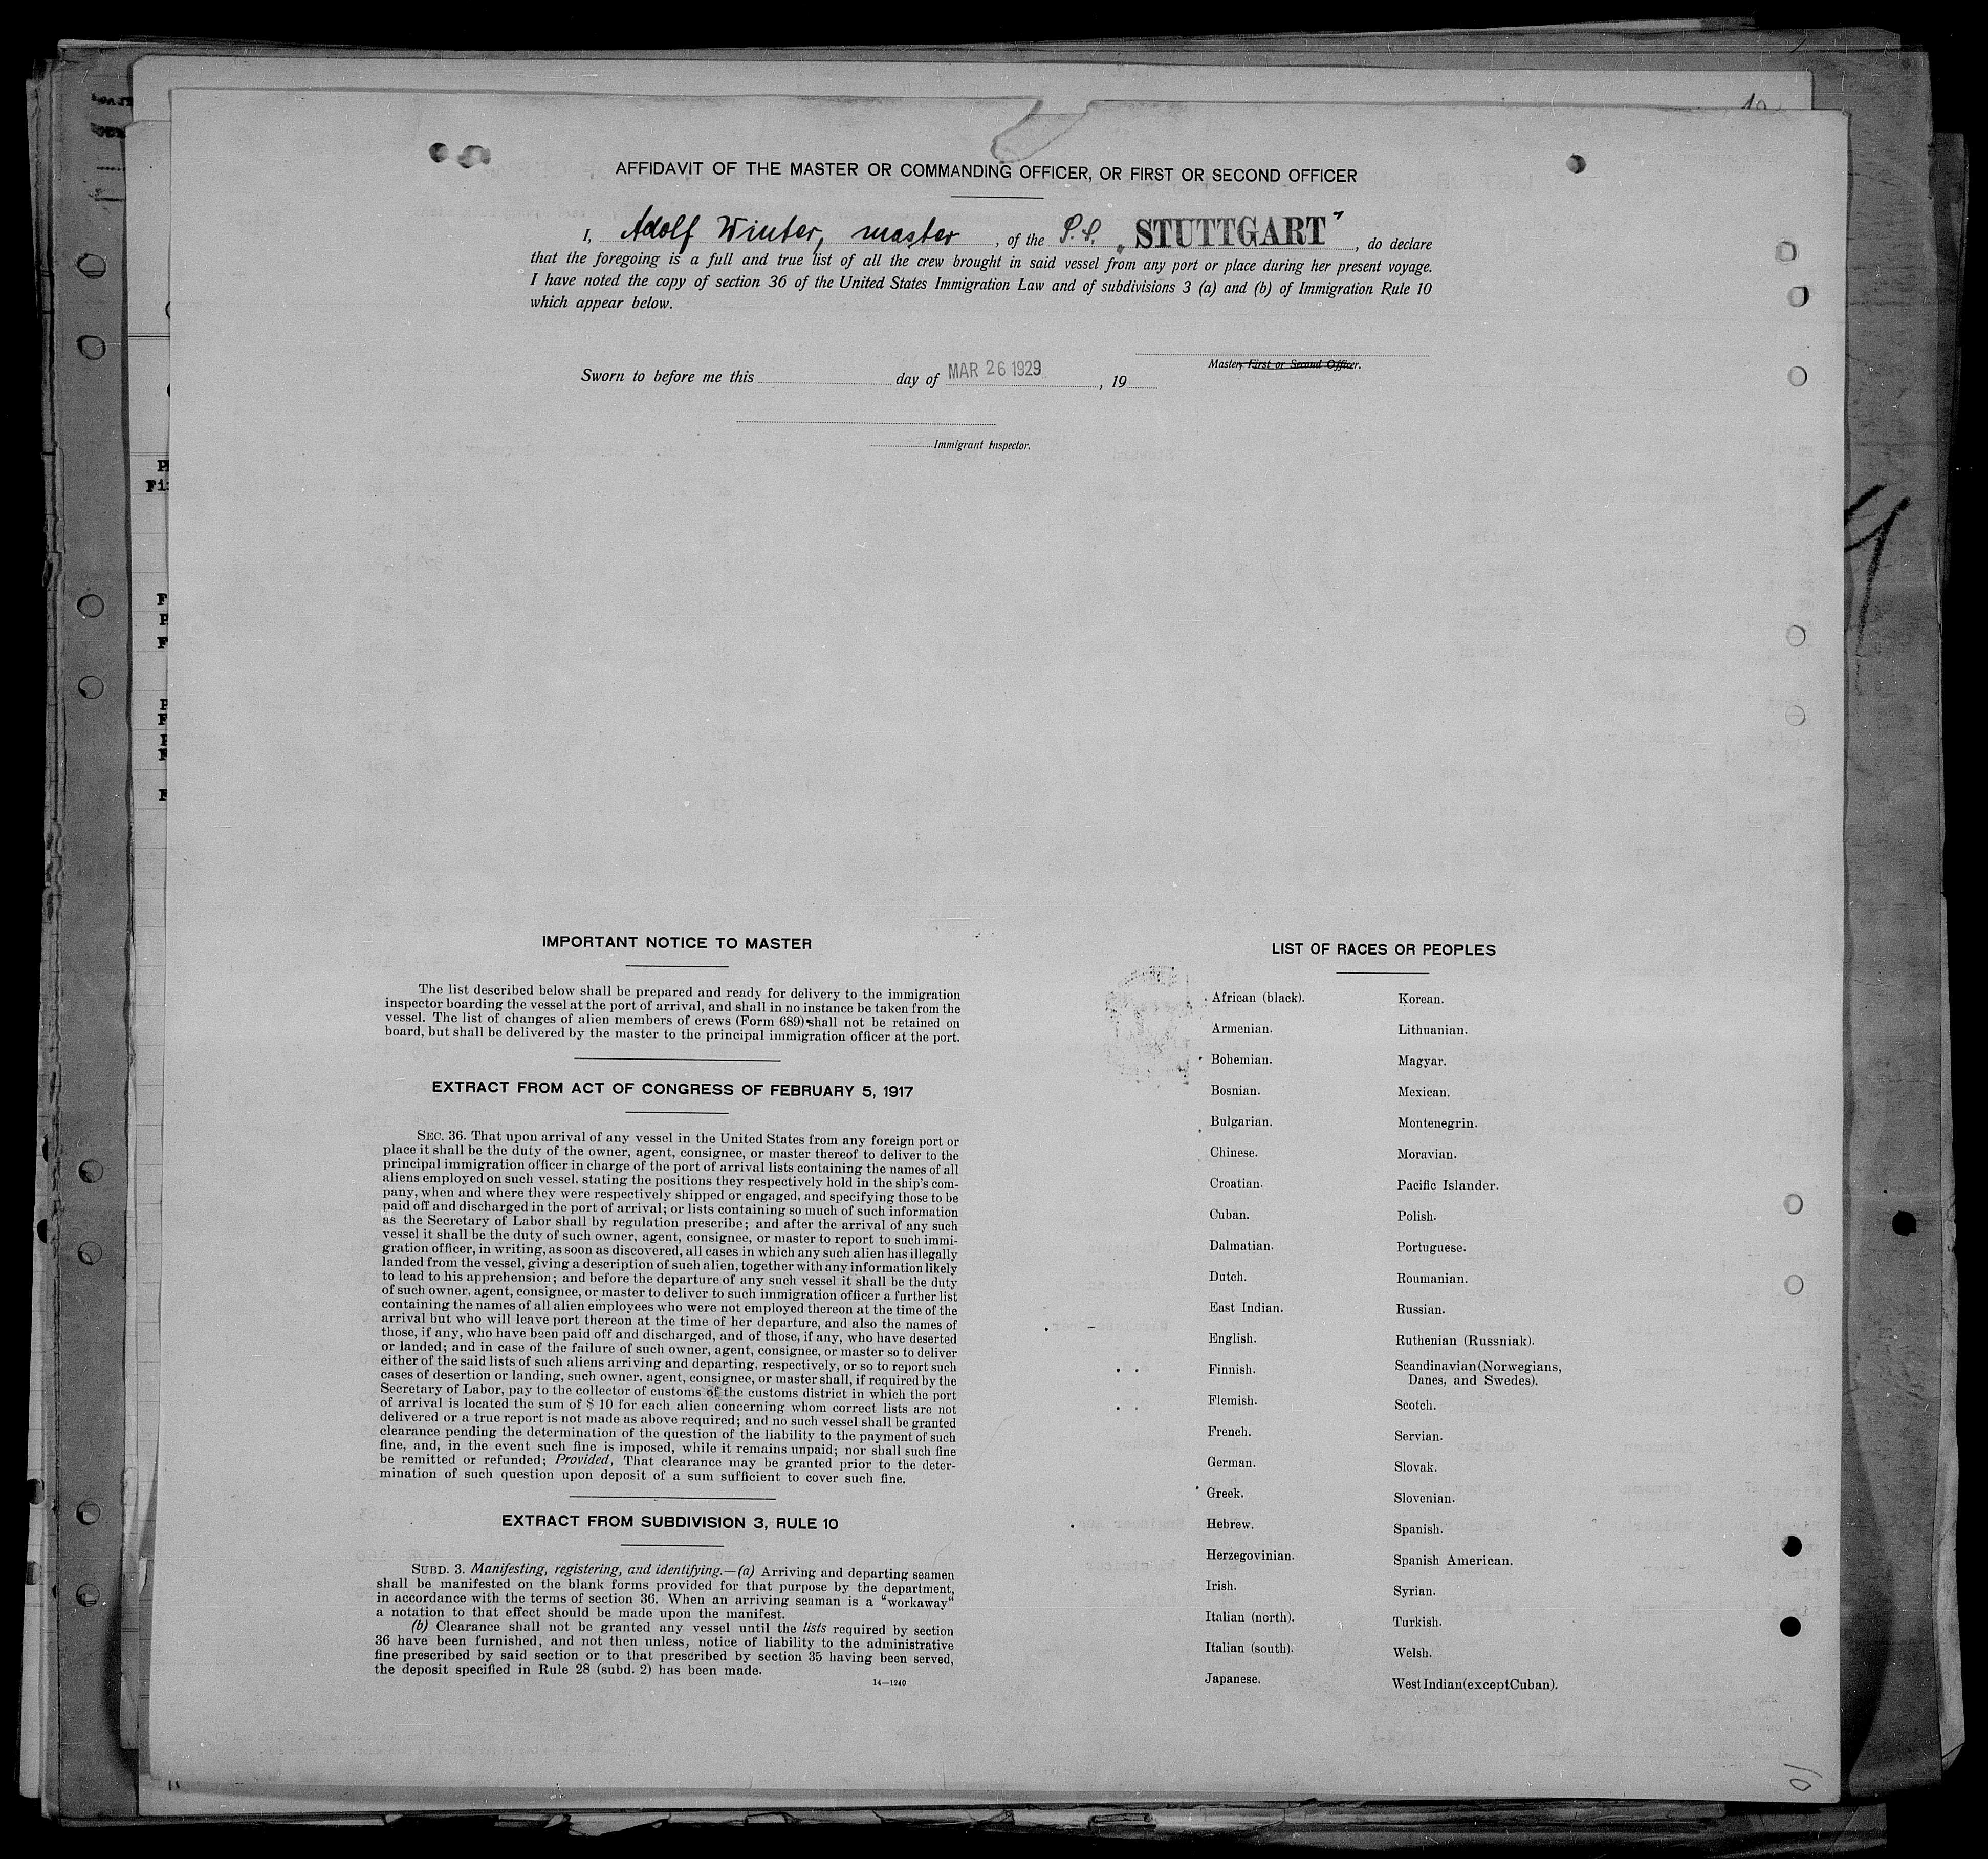 AFFIDAVIT OF THE MASTER OR COMMANDING OFFICER, OR FIRST OR SECOND OFFICER
I, Adolf Winter, master, of the S.S. „STUTTGART", do declare
that the foregoing is a full and true list of all the crew brought in said vessel from any port or place during her present voyage.
I have noted the copy of section 36 of the United States Immigration Law and of subdivisions 3 (a) and (b) of Immigration Rule 10
which appear below.
Master, First or Second Officer.
Sworn to before me this day of MAR 26 1929, 19
Immigrant Inspector.
IMPORTANT NOTICE TO MASTER
The list described below shall be prepared and ready for delivery to the immigration
inspector boarding the vessel at the port of arrival, and shall in no instance be taken from the
vessel. The list of changes of alien members of crews (Form 689) shall not be retained on
board, but shall be delivered by the master to the principal immigration officer at the port.
EXTRACT FROM ACT OF CONGRESS OF FEBRUARY 5, 1917
SEC. 36. That upon arrival of any vessel in the United States from any foreign port or
place it shall be the duty of the owner, agent, consignee, or master thereof to deliver to the
principal immigration officer in charge of the port of arrival lists containing the names of all
aliens employed on such vessel, stating the positions they respectively hold in the ship's com-
pany, when and where they were respectively shipped or engaged, and specifying those to be
paid off and discharged in the port of arrival; or lists containing so much of such information
as the Secretary of Labor shall by regulation prescribe; and after the arrival of any such
vessel it shall be the duty of such owner, agent, consignee, or master to report to such immi-
gration officer, in writing, as soon as discovered, all cases in which any such alien has illegally
landed from the vessel, giving a description of such alien, together with any information likely
to lead to his apprehension; and before the departure of any such vessel it shall be the duty
of such owner, agent, consignee, or master to deliver to such immigration officer a further list
containing the names of all alien employees who were not employed thereon at the time of the
arrival but who will leave port thereon at the time of her departure, and also the names of
those, if any, who have been paid off and discharged, and of those, if any, who have deserted
or landed; and in case of the failure of such owner, agent, consignee, or master so to deliver
either of the said lists of such aliens arriving and departing, respectively, or so to report such
cases of desertion or landing, such owner, agent, consignee, or master shall, if required by the
Secretary of Labor, pay to the collector of customs of the customs district in which the port
of arrival is located the sum of $ 10 for each alien concerning whom correct lists are not
delivered or a true report is not made as above required; and no such vessel shall be granted
clearance pending the determination of the question of the liability to the payment of such
fine, and, in the event such fine is imposed, while it remains unpaid; nor shall such fine
be remitted or refunded; Provided, That clearance may be granted prior to the deter-
mination of such question upon deposit of a sum sufficient to cover such fine.
EXTRACT FROM SUBDIVISION 3, RULE 10
SUBD. 3. Manifesting, registering, and identifying.—(a) Arriving and departing seamen
shall be manifested on the blank forms provided for that purpose by the department,
in accordance with the terms of section 36. When an arriving seaman is a "workaway"
a notation to that effect should be made upon the manifest.
(b) Clearance shall not be granted any vessel until the lists required by section
36 have been furnished, and not then unless, notice of liability to the administrative
fine prescribed by said section or to that prescribed by section 35 having been served,
the deposit specified in Rule 28 (subd. 2) has been made.
14—1240
LIST OF RACES OR PEOPLES
African (black).
Armenian.
Bohemian.
Bosnian.
Bulgarian.
Chinese.
Croatian.
Cuban.
Dalmatian.
Dutch.
East Indian.
English.
Finnish.
Flemish.
French.
German.
Greek.
Hebrew.
Herzegovinian.
Irish.
Italian (north).
Italian (south).
Japanese.
Korean.
Lithuanian.
Magyar.
Mexican.
Montenegrin.
Moravian.
Pacific Islander.
Polish.
Portuguese.
Roumanian.
Russian.
Ruthenian (Russniak).
Scandinavian (Norwegians,
Danes, and Swedes).
Scotch.
Servian.
Slovak.
Slovenian.
Spanish.
Spanish American.
Syrian.
Turkish.
Welsh.
West Indian (except Cuban).